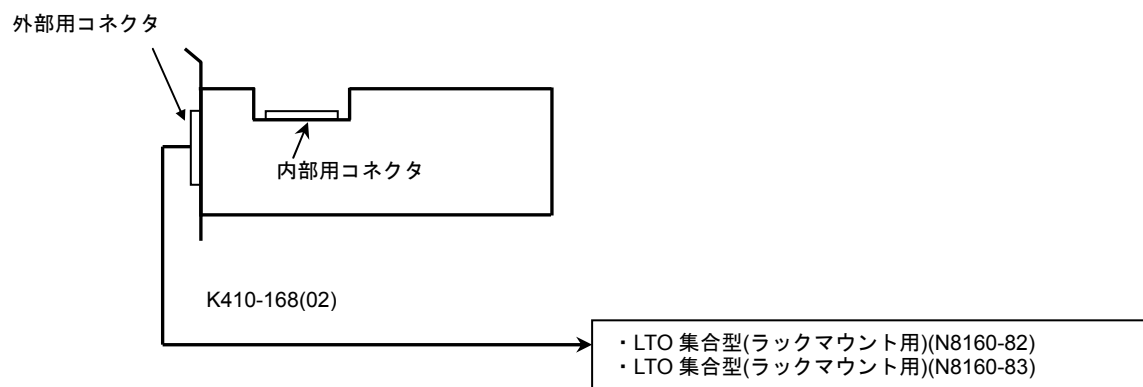 外部用コネクタ
内部用コネクタ
K410-168(02)
・LTO 集合型(ラックマウント用)(N8160-82)
・LTO 集合型(ラックマウント用)(N8160-83)